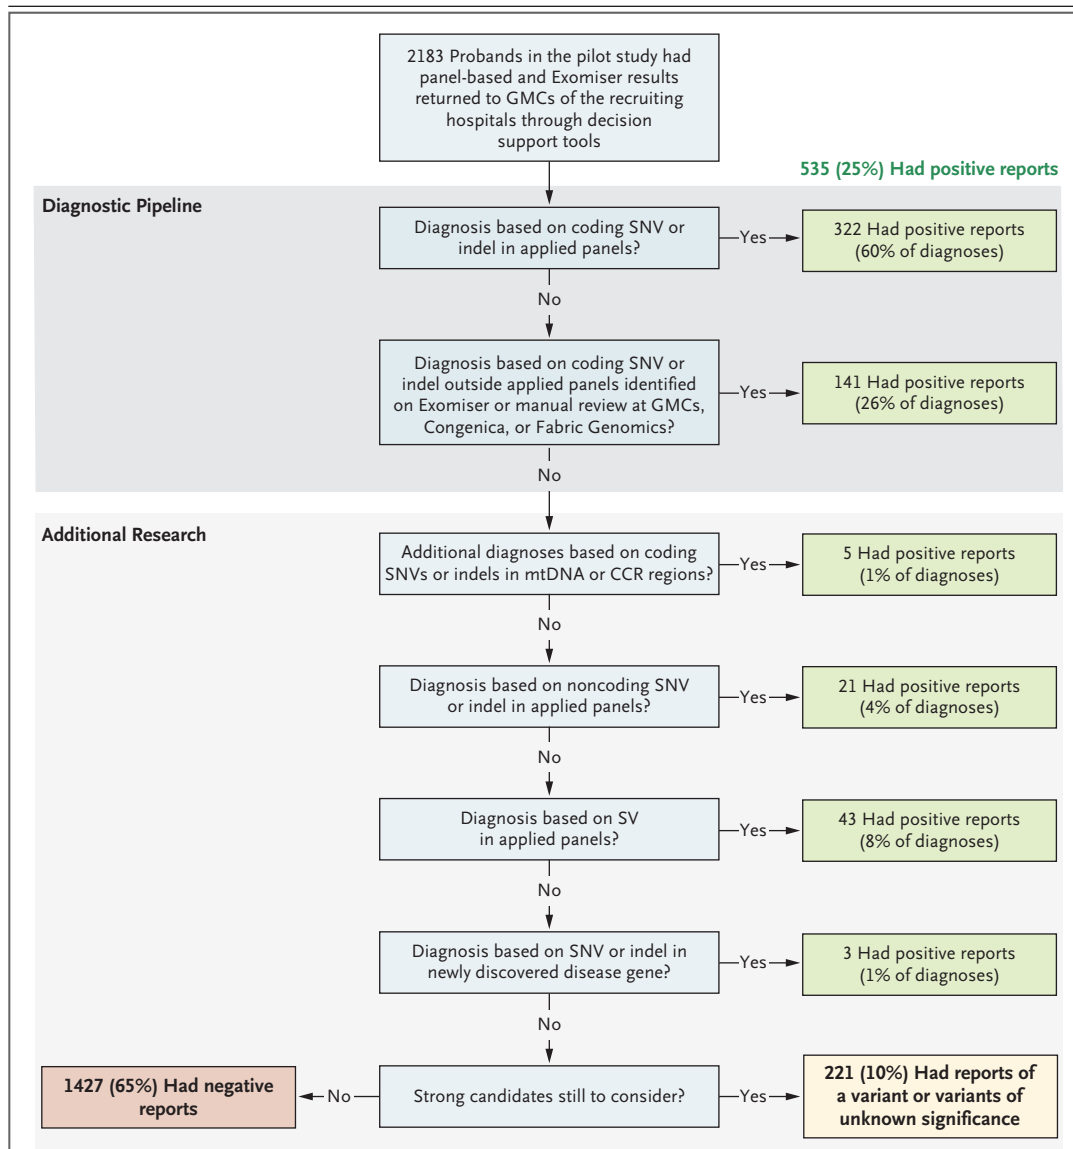 2183 Probands in the pilot study had
panel-based and Exomiser results
returned to GMCs of the recruiting
hospitals through decision
support tools
535 (25%) Had positive reports
Diagnostic Pipeline
Diagnosis based on coding SNV or
indel in applied panels?
Yes
322 Had positive reports
(60% of diagnoses)
No
Diagnosis based on coding SNV or
indel outside applied panels identified
on Exomiser or manual review at GMCs,
Congenica, or Fabric Genomics?
Yes
141 Had positive reports
(26% of diagnoses)
No
Additional Research
Additional diagnoses based on coding
SNVs or indels in mtDNA or CCR regions?
Yes
5 Had positive reports
(1% of diagnoses)
No
Diagnosis based on noncoding SNV
or indel in applied panels?
Yes
21 Had positive reports
(4% of diagnoses)
No
Diagnosis based on SV
in applied panels?
Yes
43 Had positive reports
(8% of diagnoses)
No
Diagnosis based on SNV or indel in
newly discovered disease gene?
Yes
3 Had positive reports
(1% of diagnoses)
No
1427 (65%) Had negative
reports
No
Strong candidates still to consider?
Yes
221 (10%) Had reports of
a variant or variants of
unknown significance